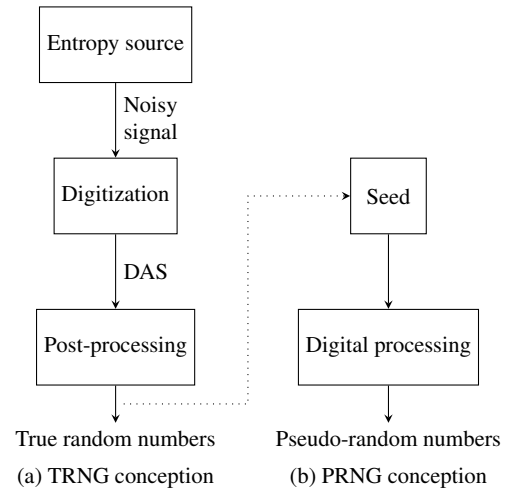 Entropy source
Noisy
signal
Digitization
Seed
DAS
Post-processing
Digital processing
True random numbers
Pseudo-random numbers
(a) TRNG conception
(b) PRNG conception